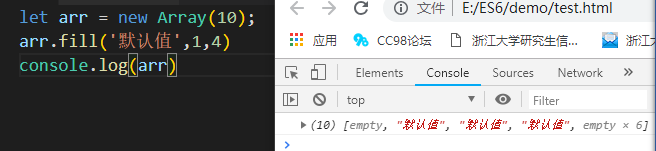 let arr = new Array(10);
arr.fill('默认值',1,4)
console.log(arr)
文件 E:/ES6/demo/test.html
应用 CC98论坛 浙江大学研究生信… 浙江大学
Elements Console Sources Network
top Filter
(10) [empty, "默认值", "默认值", "默认值", empty × 6]